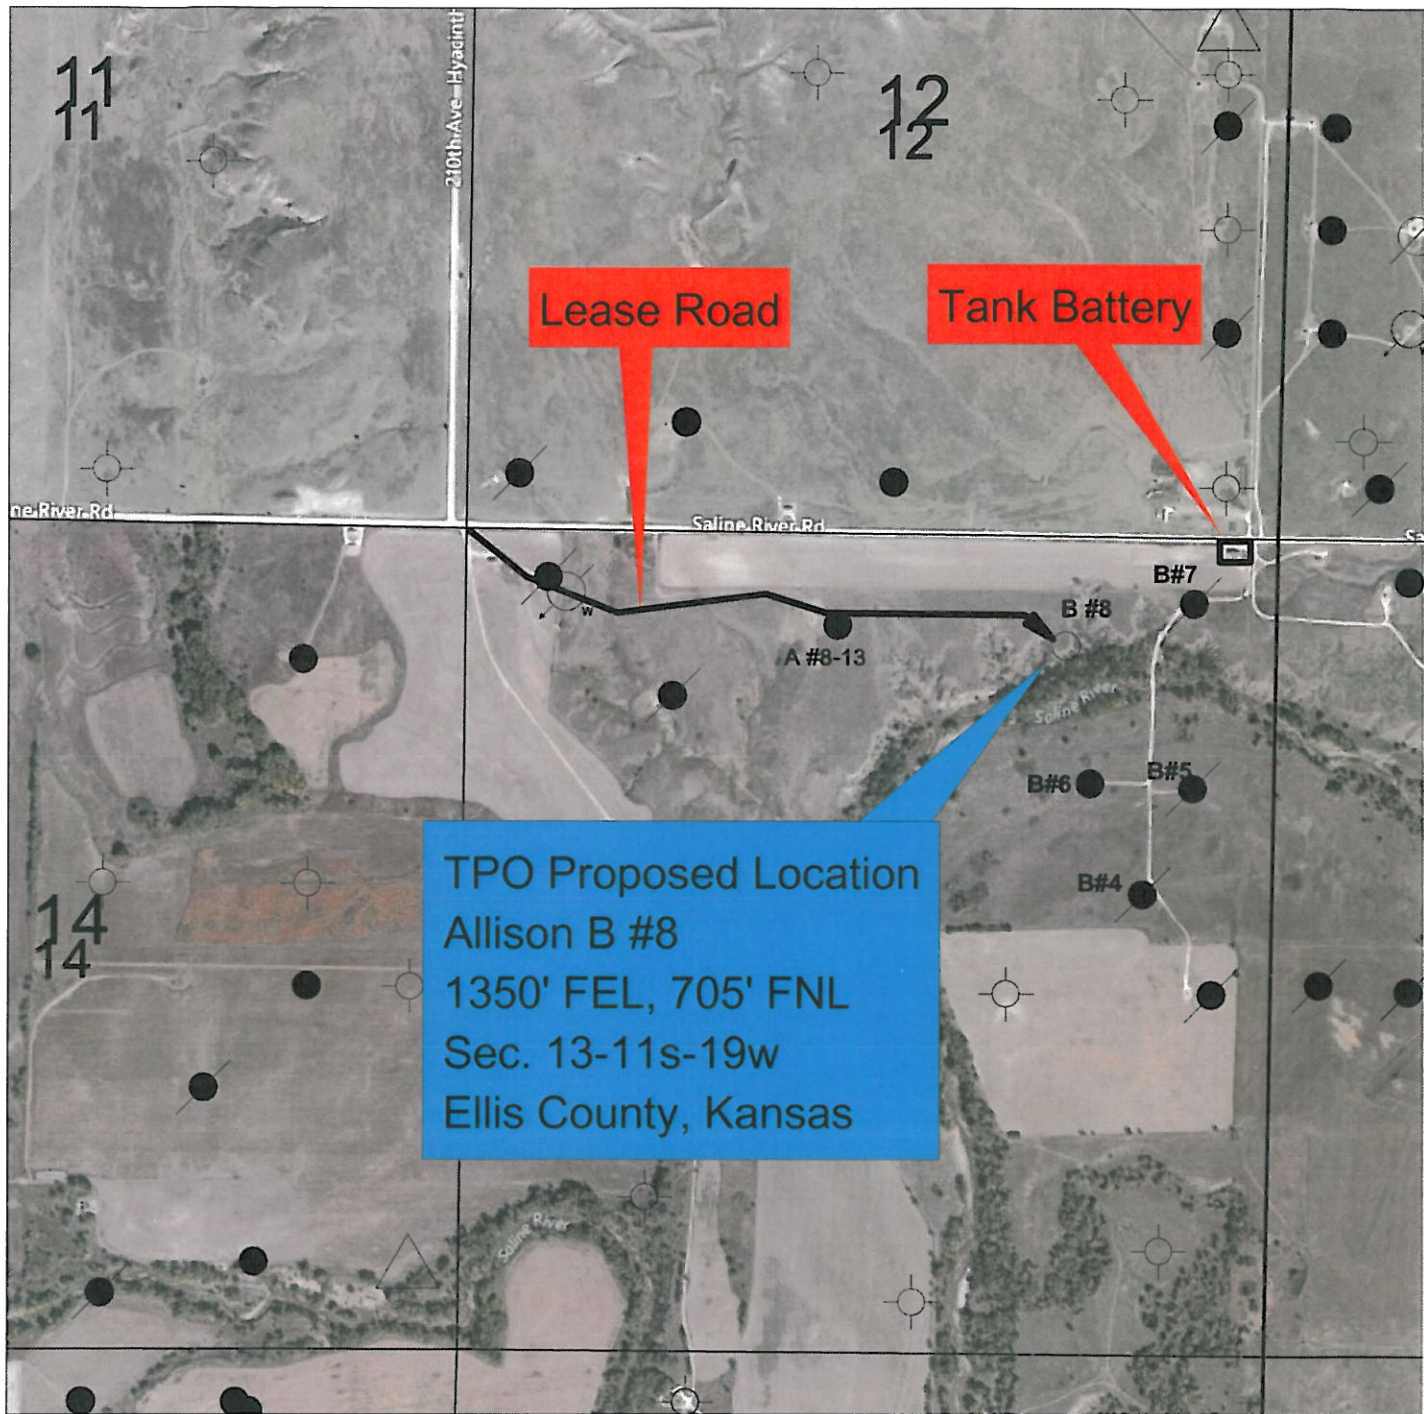 11
11
210th Ave Hyacinth
12
12
Lease Road
Tank Battery
ne River Rd
Saline River Rd
Sa
B#7
w
B #8
A #8-13
Saline River
B#6
B#5
B#4
TPO Proposed Location
Allison B #8
1350' FEL, 705' FNL
Sec. 13-11s-19w
Ellis County, Kansas
14
14
Saline River